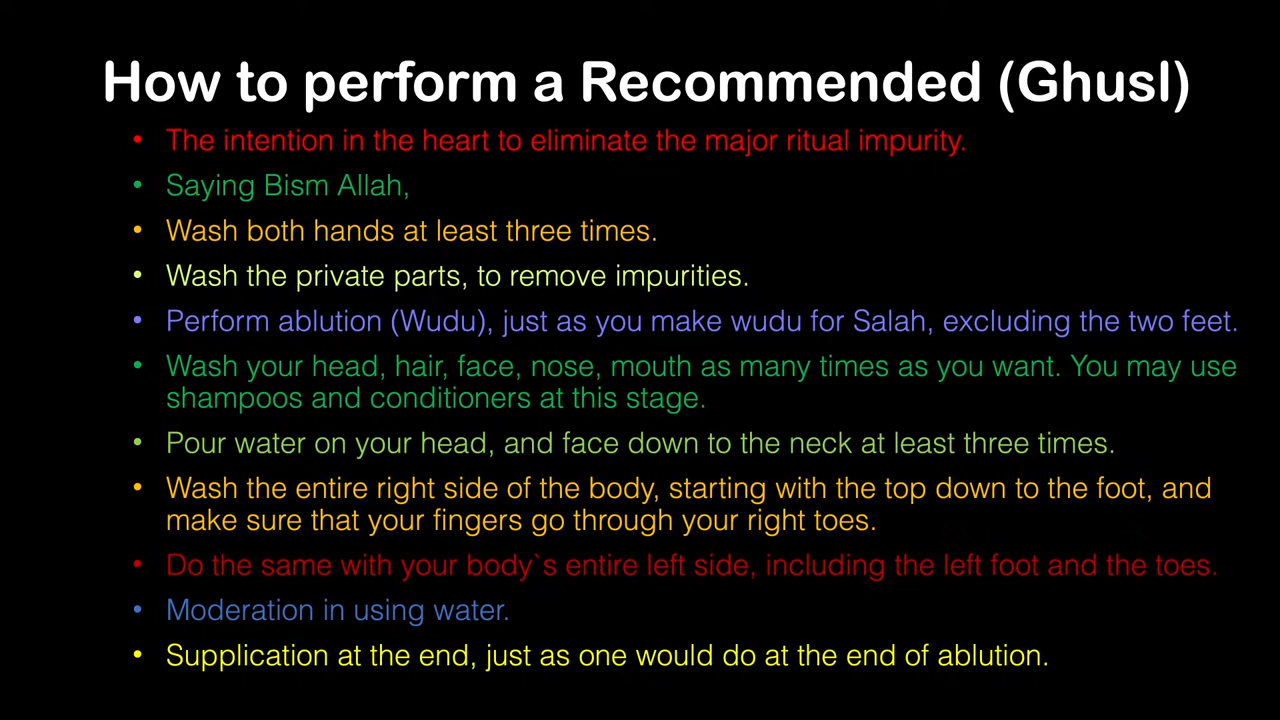 How to perform a Recommended (Ghusl)
• The intention in the heart to eliminate the major ritual impurity.
• Saying Bism Allah,
• Wash both hands at least three times.
• Wash the private parts, to remove impurities.
• Perform ablution (Wudu), just as you make wudu for Salah, excluding the two feet.
• Wash your head, hair, face, nose, mouth as many times as you want. You may use
shampoos and conditioners at this stage.
• Pour water on your head, and face down to the neck at least three times.
• Wash the entire right side of the body, starting with the top down to the foot, and
make sure that your fingers go through your right toes.
• Do the same with your body`s entire left side, including the left foot and the toes.
• Moderation in using water.
• Supplication at the end, just as one would do at the end of ablution.